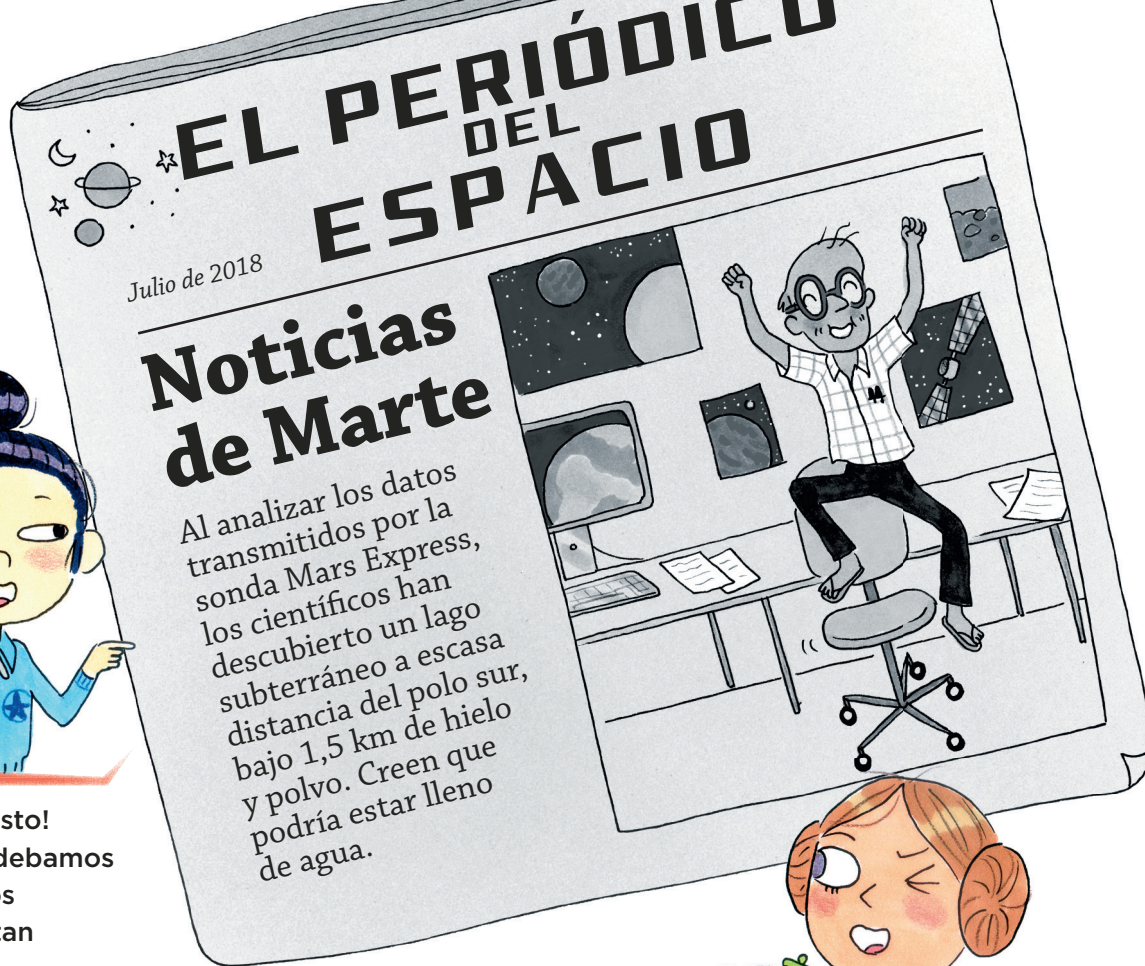 EL PERIÓDICO
DEL
ESPACIO
Julio de 2018
Noticias
de Marte
Al analizar los datos
transmitidos por la
sonda Mars Express,
los científicos han
descubierto un lago
subterráneo a escasa
distancia del polo sur,
bajo 1,5 km de hielo
y polvo. Creen que
podría estar lleno
de agua.
sto!
debamos